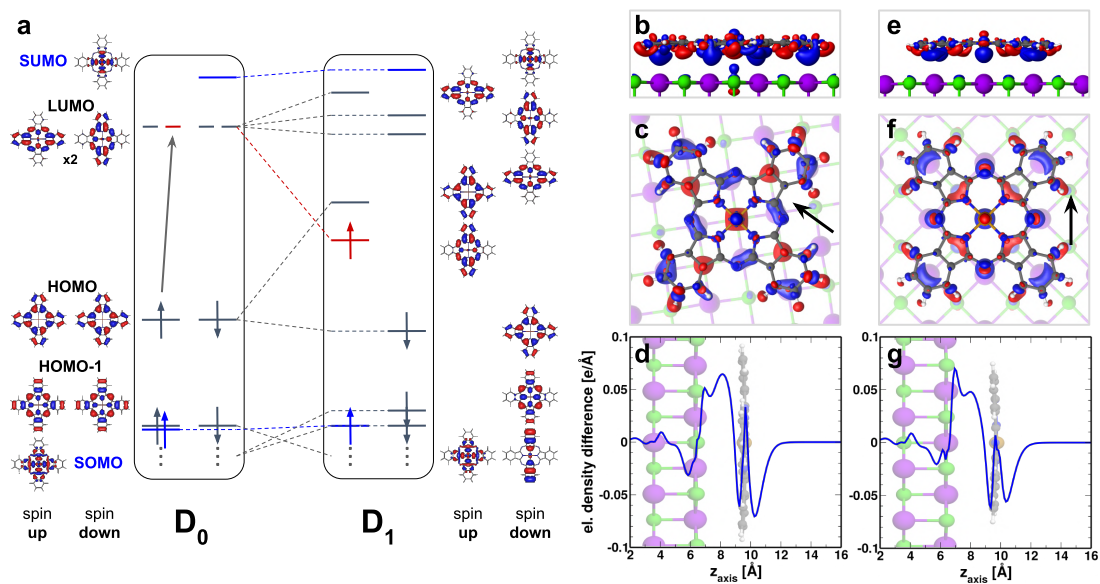 a
SUMO
LUMO
x2
HOMO
HOMO-1
SOMO
spin
up
spin
down
D0
D1
spin
up
spin
down
b
e
c
f
d
g
el. density difference [e/Å]
0.1
0.05
0
-0.05
-0.1
2 4 6 8 10 12 14 16
zaxis [Å]
0.1
0.05
0
-0.05
-0.1
2 4 6 8 10 12 14 16
zaxis [Å]